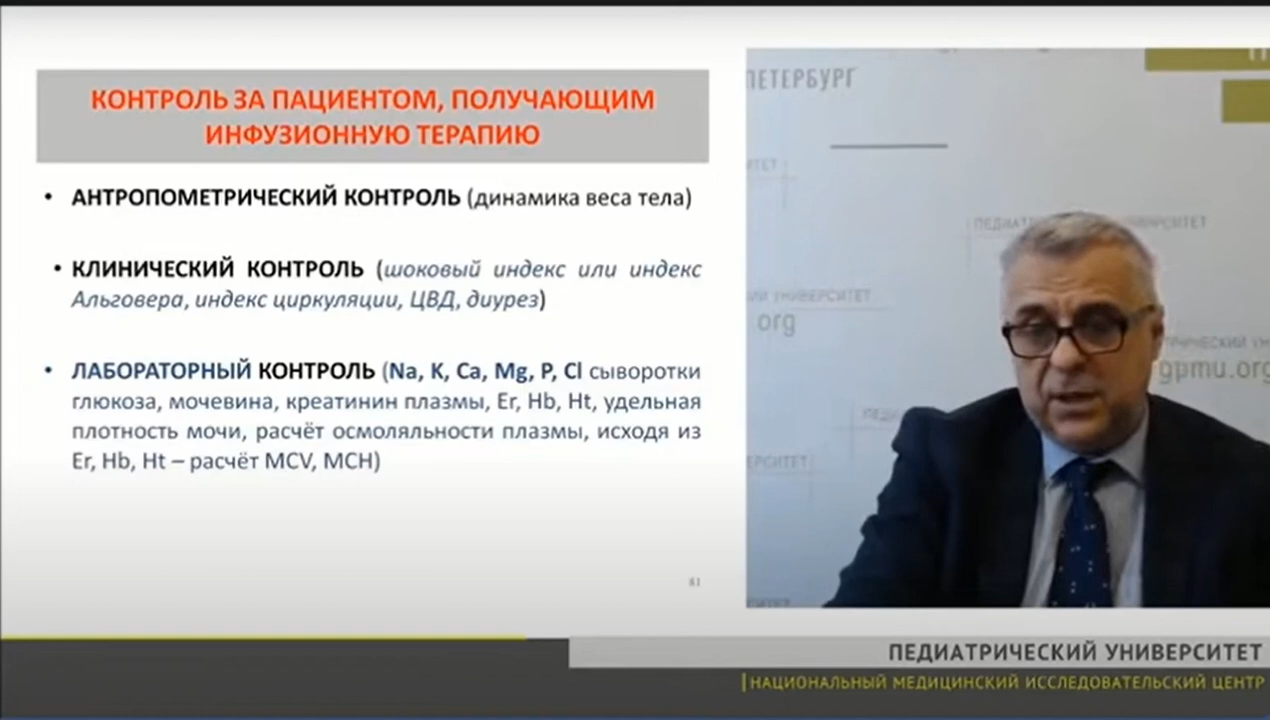 КОНТРОЛЬ ЗА ПАЦИЕНТОМ, ПОЛУЧАЮЩИМ
ИНФУЗИОННУЮ ТЕРАПИЮ
• АНТРОПОМЕТРИЧЕСКИЙ КОНТРОЛЬ (динамика веса тела)
• КЛИНИЧЕСКИЙ КОНТРОЛЬ (шоковый индекс или индекс
Альговера, индекс циркуляции, ЦВД, диурез)
• ЛАБОРАТОРНЫЙ КОНТРОЛЬ (Na, K, Ca, Mg, P, Cl сыворотки
глюкоза, мочевина, креатинин плазмы, Er, Hb, Ht, удельная
плотность мочи, расчёт осмоляльности плазмы, исходя из
Er, Hb, Ht – расчёт MCV, MCH)
81
ПЕТЕРБУРГ
УНИВЕРСИТЕТ
org
gpmu.org
ПЕДИАТРИЧЕСКИЙ УНИВЕРСИТЕТ
НАЦИОНАЛЬНЫЙ МЕДИЦИНСКИЙ ИССЛЕДОВАТЕЛЬСКИЙ ЦЕНТР